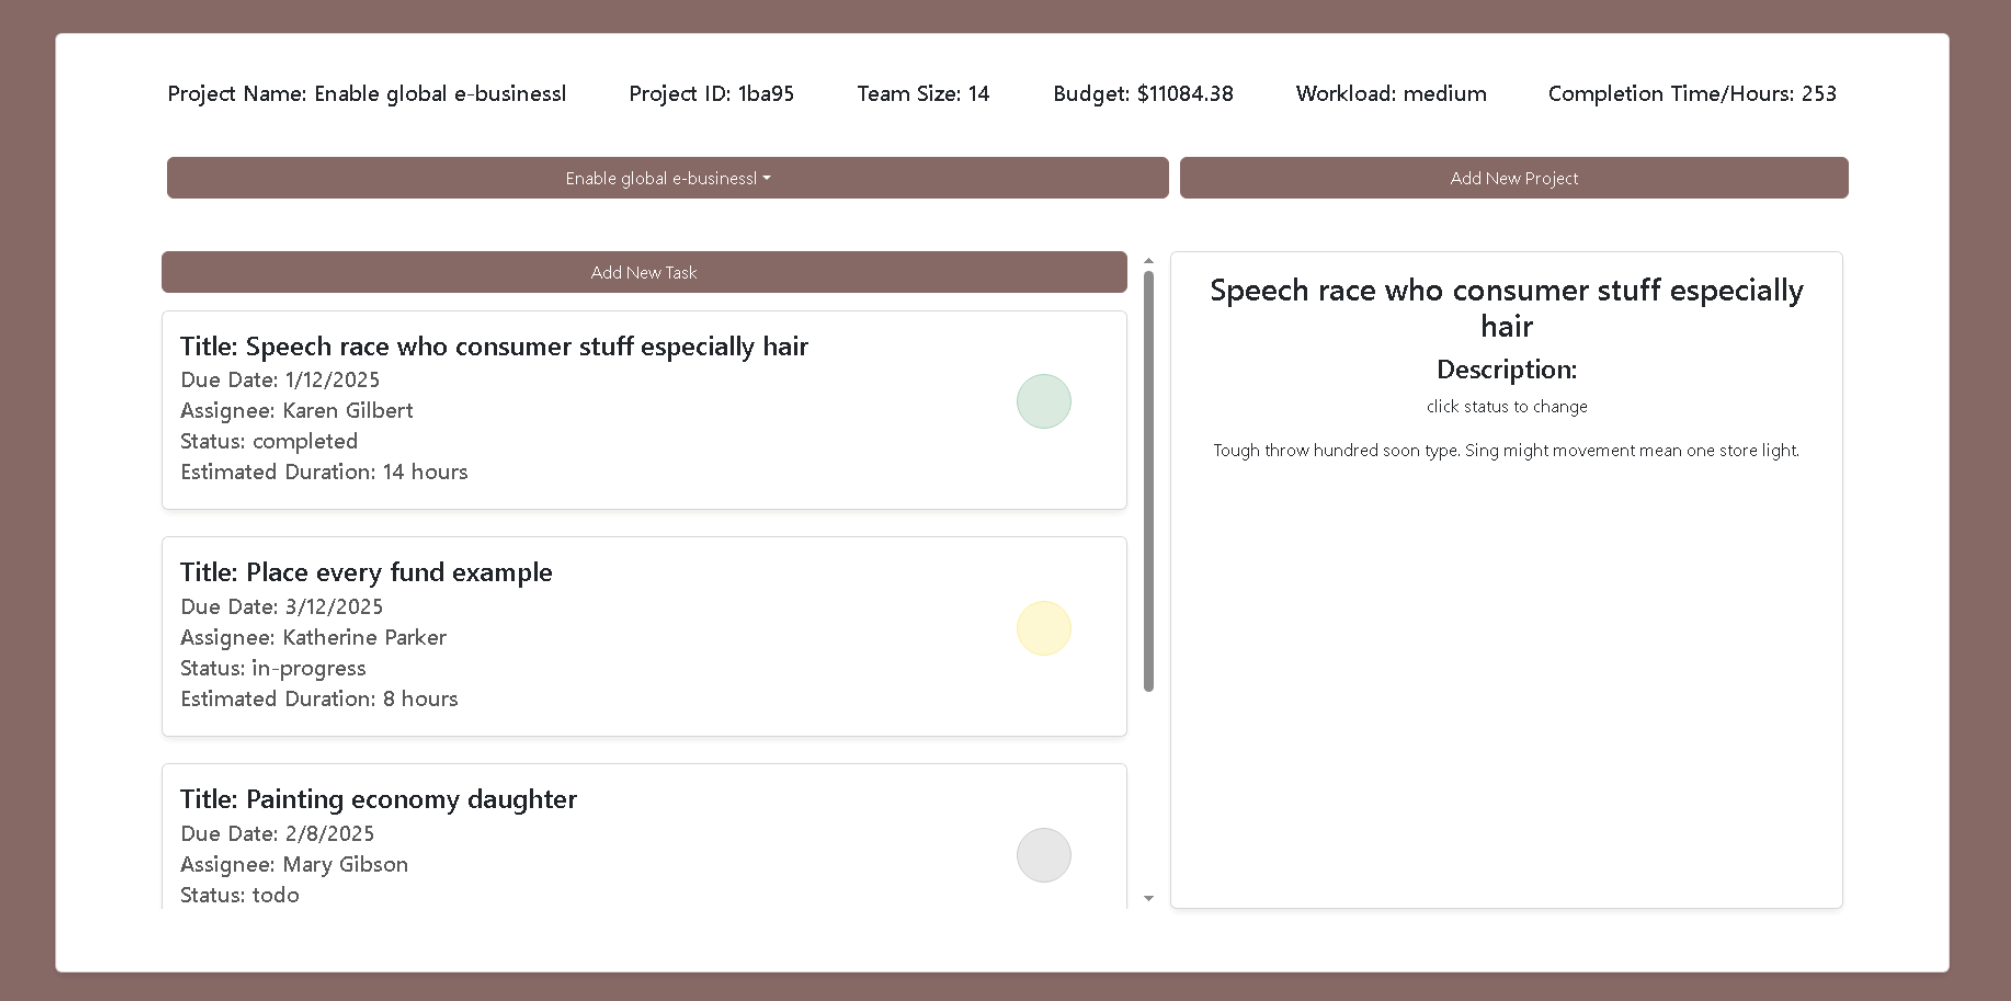 Project Name: Enable global e-businessl Project ID: 1ba95 Team Size: 14 Budget: $11084.38 Workload: medium Completion Time/Hours: 253
Enable global e-businessl Add New Project
Add New Task
Title: Speech race who consumer stuff especially hair
Due Date: 1/12/2025
Assignee: Karen Gilbert
Status: completed
Estimated Duration: 14 hours
Title: Place every fund example
Due Date: 3/12/2025
Assignee: Katherine Parker
Status: in-progress
Estimated Duration: 8 hours
Title: Painting economy daughter
Due Date: 2/8/2025
Assignee: Mary Gibson
Status: todo
Speech race who consumer stuff especially
hair
Description:
click status to change
Tough throw hundred soon type. Sing might movement mean one store light.